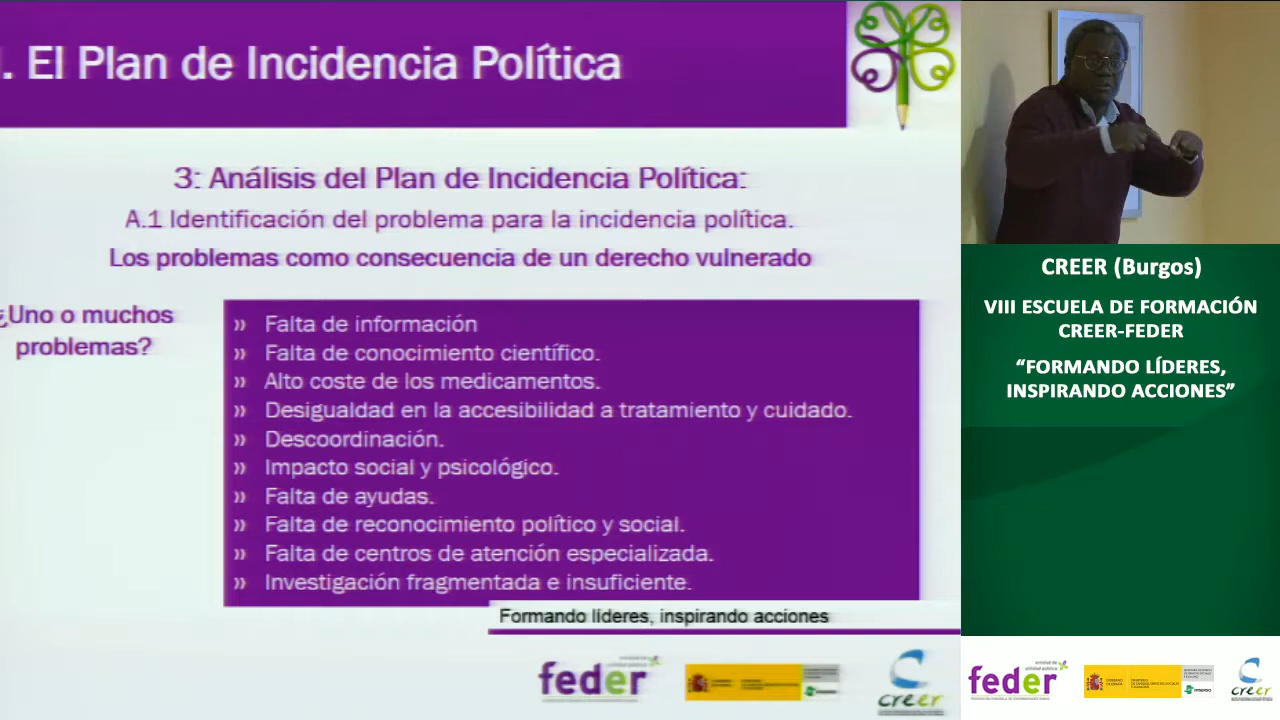 . El Plan de Incidencia Política
3: Análisis del Plan de Incidencia Política:
A.1 Identificación del problema para la incidencia política.
Los problemas como consecuencia de un derecho vulnerado
¿Uno o muchos
problemas?
» Falta de información
» Falta de conocimiento científico.
» Alto coste de los medicamentos.
» Desigualdad en la accesibilidad a tratamiento y cuidado.
» Descoordinación.
» Impacto social y psicológico.
» Falta de ayudas.
» Falta de reconocimiento político y social.
» Falta de centros de atención especializada.
» Investigación fragmentada e insuficiente.
Formando líderes, inspirando acciones
feder
creer
CREER (Burgos)
VIII ESCUELA DE FORMACIÓN
CREER-FEDER
“FORMANDO LÍDERES,
INSPIRANDO ACCIONES”
feder
creer